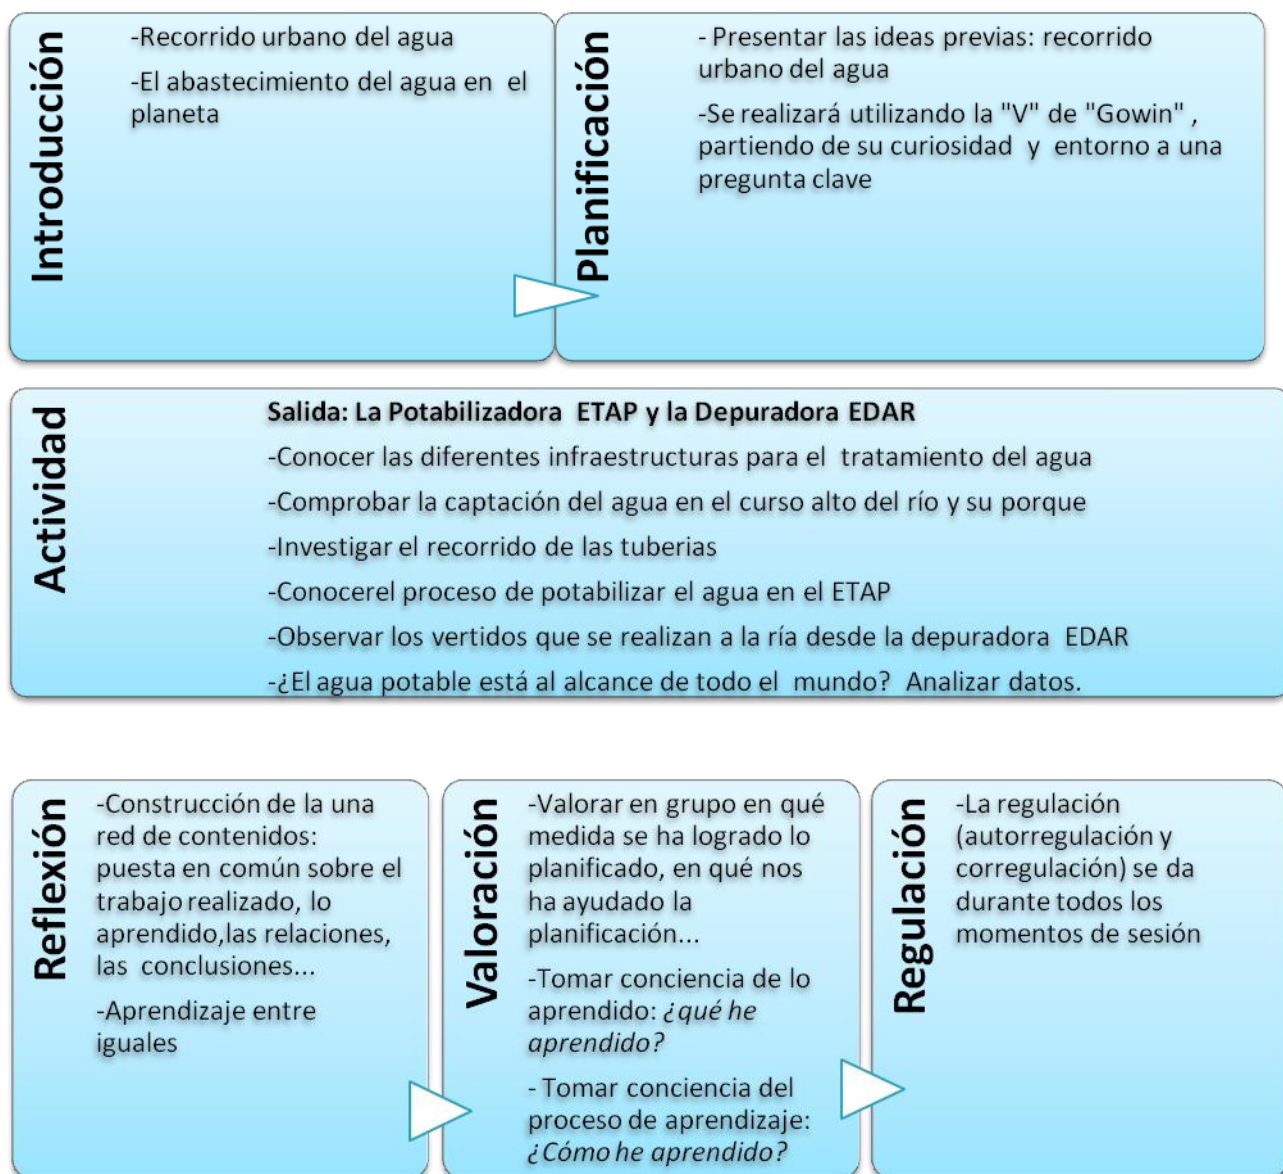 Introducción
-Recorrido urbano del agua
-El abastecimiento del agua en el
planeta
Planificación
- Presentar las ideas previas: recorrido
urbano del agua
-Se realizará utilizando la "V" de "Gowin" ,
partiendo de su curiosidad y entorno a una
pregunta clave
Actividad
Salida: La Potabilizadora ETAP y la Depuradora EDAR
-Conocer las diferentes infraestructuras para el tratamiento del agua
-Comprobar la captación del agua en el curso alto del río y su porque
-Investigar el recorrido de las tuberias
-Conocerel proceso de potabilizar el agua en el ETAP
-Observar los vertidos que se realizan a la ría desde la depuradora EDAR
-¿El agua potable está al alcance de todo el mundo? Analizar datos.
Reflexión
-Construcción de la una
red de contenidos:
puesta en común sobre el
trabajo realizado, lo
aprendido,las relaciones,
las conclusiones...
-Aprendizaje entre
iguales
Valoración
-Valorar en grupo en qué
medida se ha logrado lo
planificado, en qué nos
ha ayudado la
planificación...
-Tomar conciencia de lo
aprendido: ¿qué he
aprendido?
- Tomar conciencia del
proceso de aprendizaje:
¿Cómo he aprendido?
Regulación
-La regulación
(autorregulación y
corregulación) se da
durante todos los
momentos de sesión